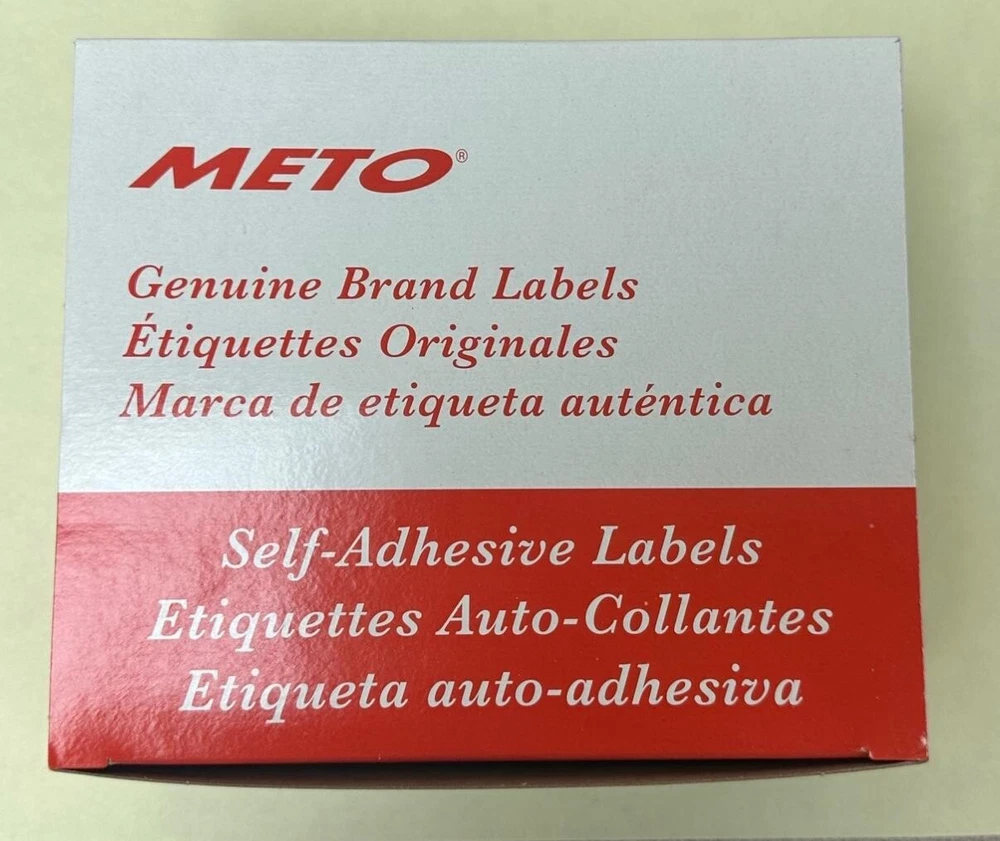 METO®
Genuine Brand Labels
Étiquettes Originales
Marca de etiqueta auténtica
Self-Adhesive Labels
Etiquettes Auto-Collantes
Etiqueta auto-adhesiva